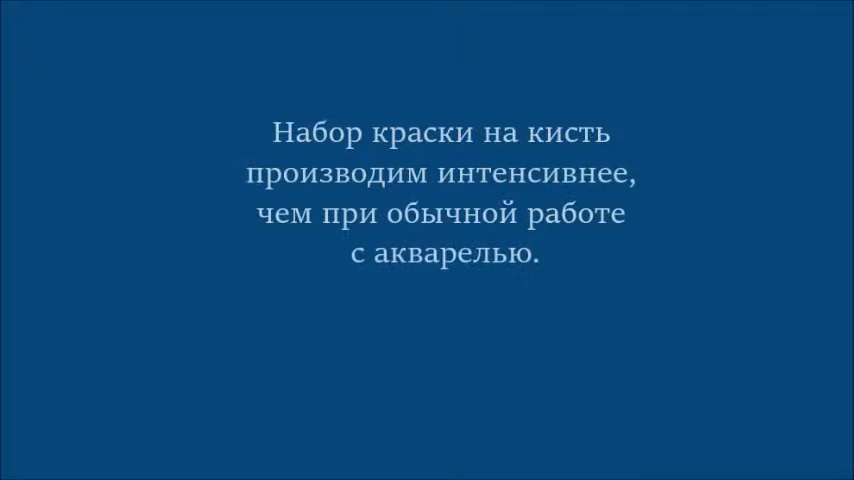 Набор краски на кисть
производим интенсивнее,
чем при обычной работе
с акварелью.